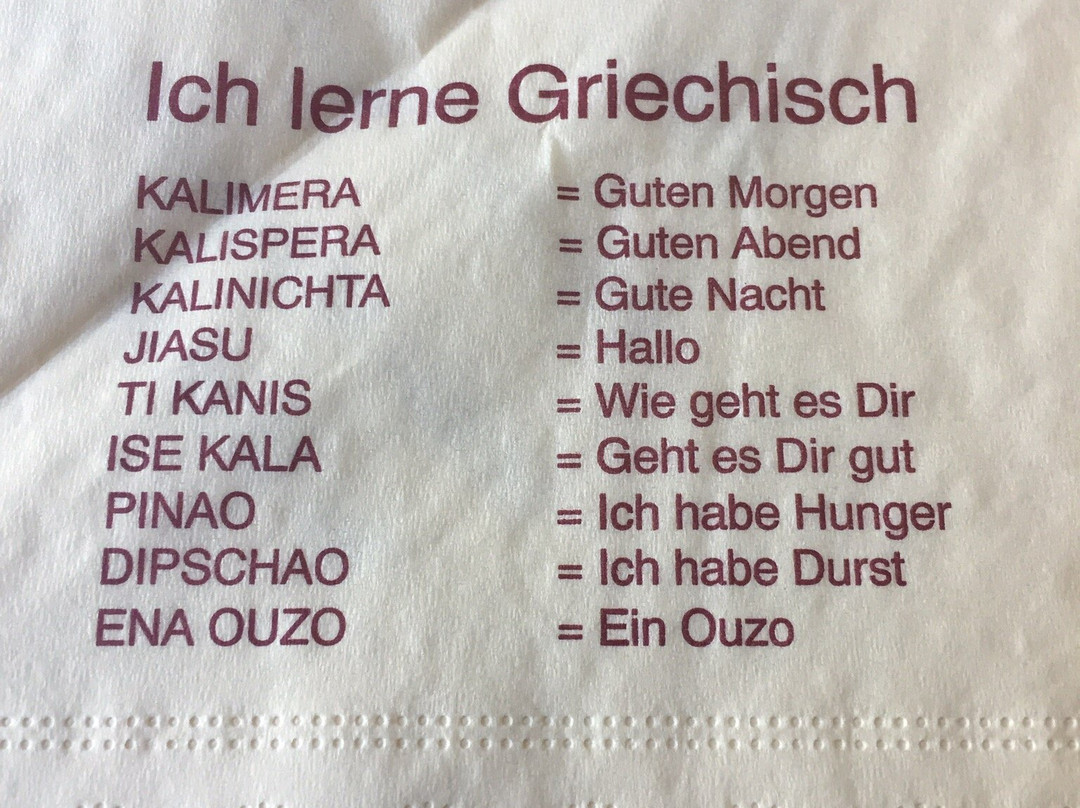 Ich lerne Griechisch
KALIMERA = Guten Morgen
KALISPERA = Guten Abend
KALINICHTA = Gute Nacht
JIASU = Hallo
TI KANIS = Wie geht es Dir
ISE KALA = Geht es Dir gut
PINAO = Ich habe Hunger
DIPSCHAO = Ich habe Durst
ENA OUZO = Ein Ouzo